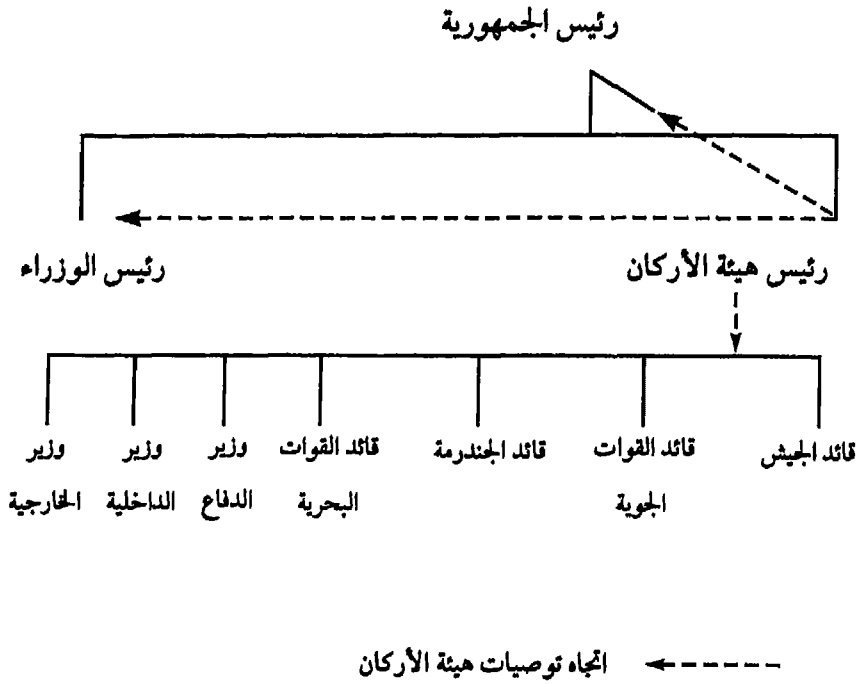 رئيس الجمهورية
رئيس هيئة الأركان
رئيس الوزراء
قائد الجيش
قائد القوات
الجوية
قائد الجندرمة
قائد القوات
البحرية
وزير
الدفاع
وزير
الداخلية
وزير
الخارجية
اتجاه توصيات هيئة الأركان